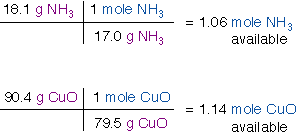 18.1 g NH₃ | 1 mole NH₃ = 1.06 mole NH₃
17.0 g NH₃ available
90.4 g CuO | 1 mole CuO = 1.14 mole CuO
79.5 g CuO available